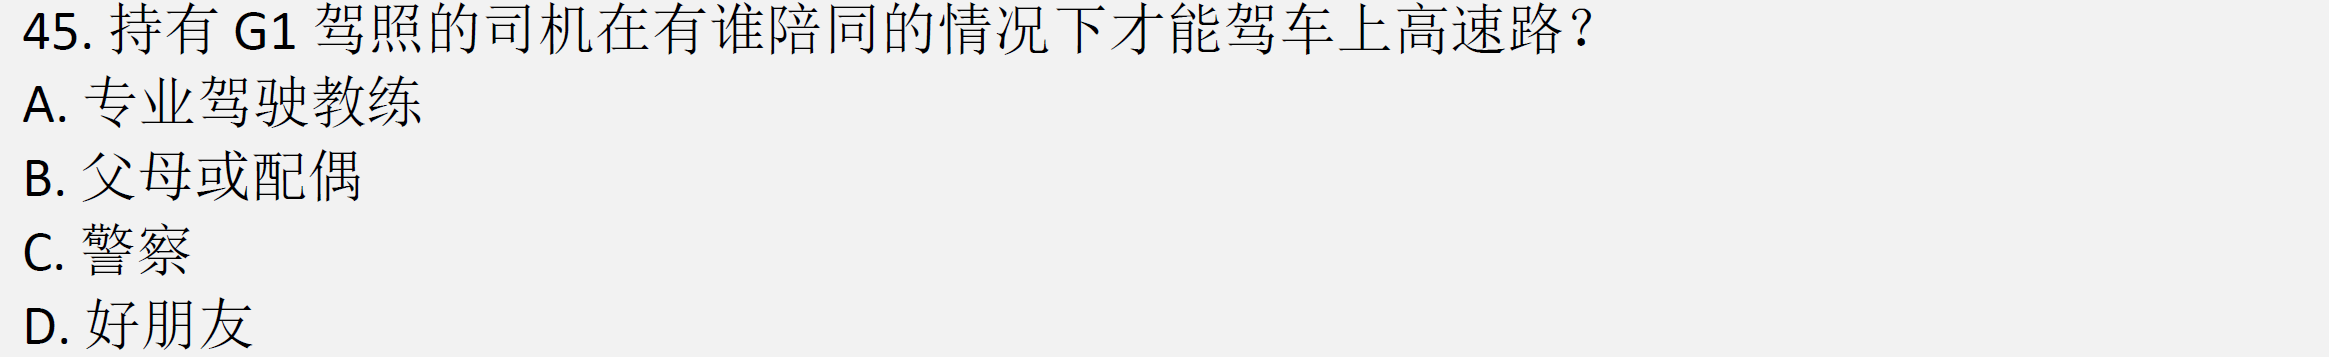 45. 持有 G1 驾照的司机在有谁陪同的情况下才能驾车上高速路？
A. 专业驾驶教练
B. 父母或配偶
C. 警察
D. 好朋友